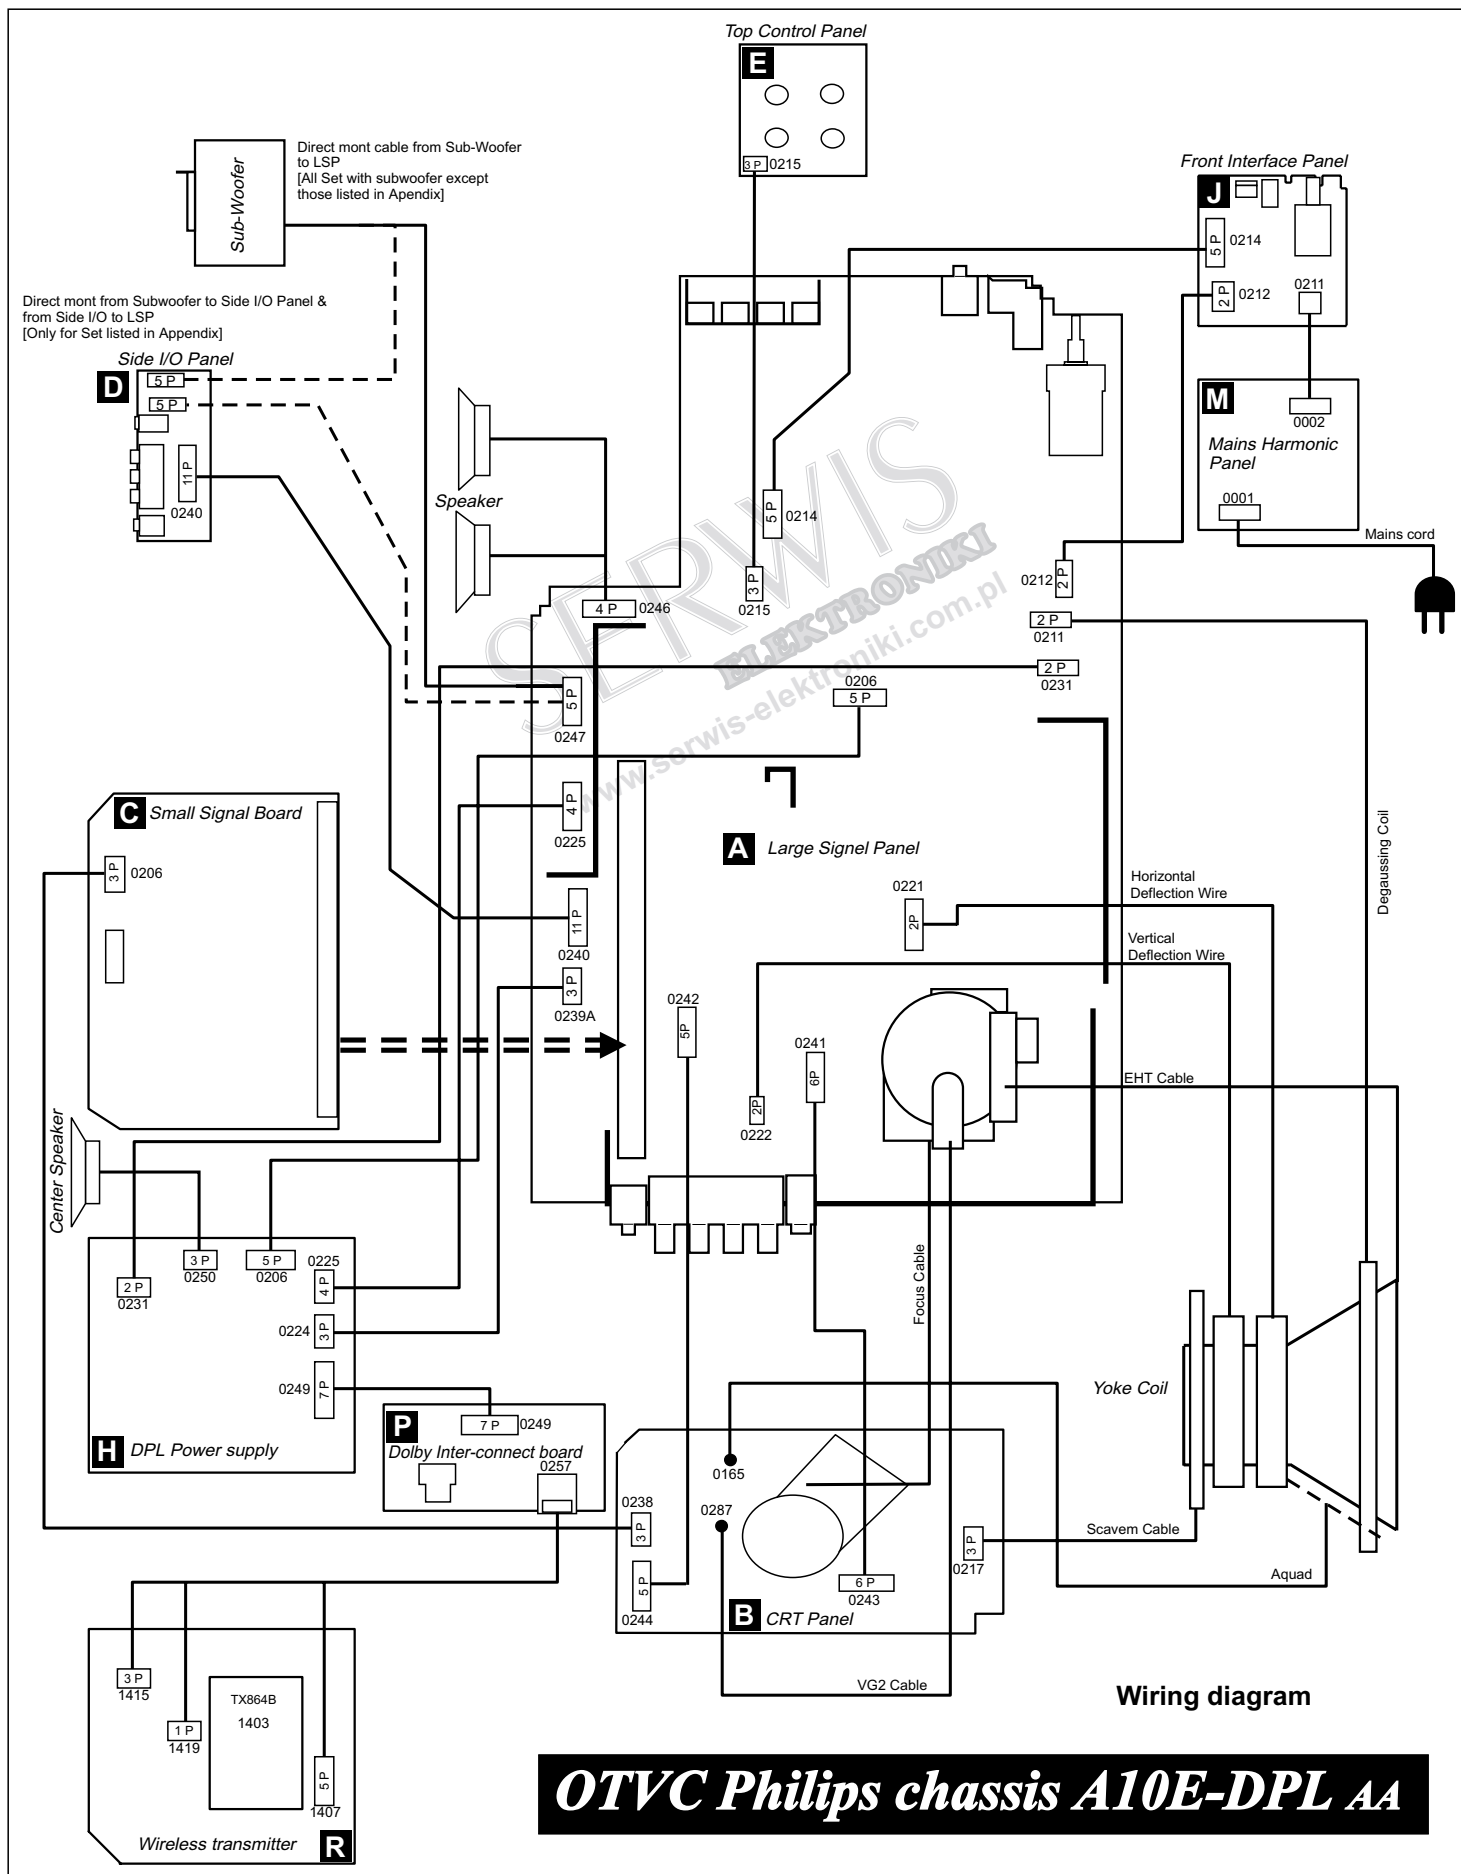 Top Control Panel
E
3 P
0215
Sub-Woofer
Direct mont cable from Sub-Woofer
to LSP
[All Set with subwoofer except
those listed in Apendix]
Front Interface Panel
J
5 P
0214
2 P
0212
0211
Direct mont from Subwoofer to Side I/O Panel &
from Side I/O to LSP
[Only for Set listed in Appendix]
Side I/O Panel
D
5 P
5 P
11 P
0240
Speaker
M
0002
Mains Harmonic
Panel
0001
Mains cord
5 P
0214
3 P
0215
2 P
0212
4 P
0246
2 P
0211
2 P
0231
SERWIS
ELEKTRONIKI
www.serwis-elektroniki.com.pl
0206
5 P
5 P
0247
4 P
0225
C
Small Signal Board
3 P
0206
A
Large Signel Panel
Degaussing Coil
Horizontal
Deflection Wire
0221
2P
Vertical
Deflection Wire
11 P
0240
3 P
0239A
0242
5P
0241
6P
2P
0222
EHT Cable
Center Speaker
3 P
0250
5 P
0206
2 P
0231
0225
4 P
0224
3 P
0249
7 P
H
DPL Power supply
Focus Cable
P
7 P
0249
Dolby Inter-connect board
0257
Yoke Coil
0165
0287
0238
3 P
5 P
0244
3 P
0217
Scavem Cable
6 P
0243
Aquad
B
CRT Panel
VG2 Cable
3 P
1415
1 P
1419
TX864B
1403
5 P
1407
Wireless transmitter
R
Wiring diagram
OTVC Philips chassis A10E-DPL AA